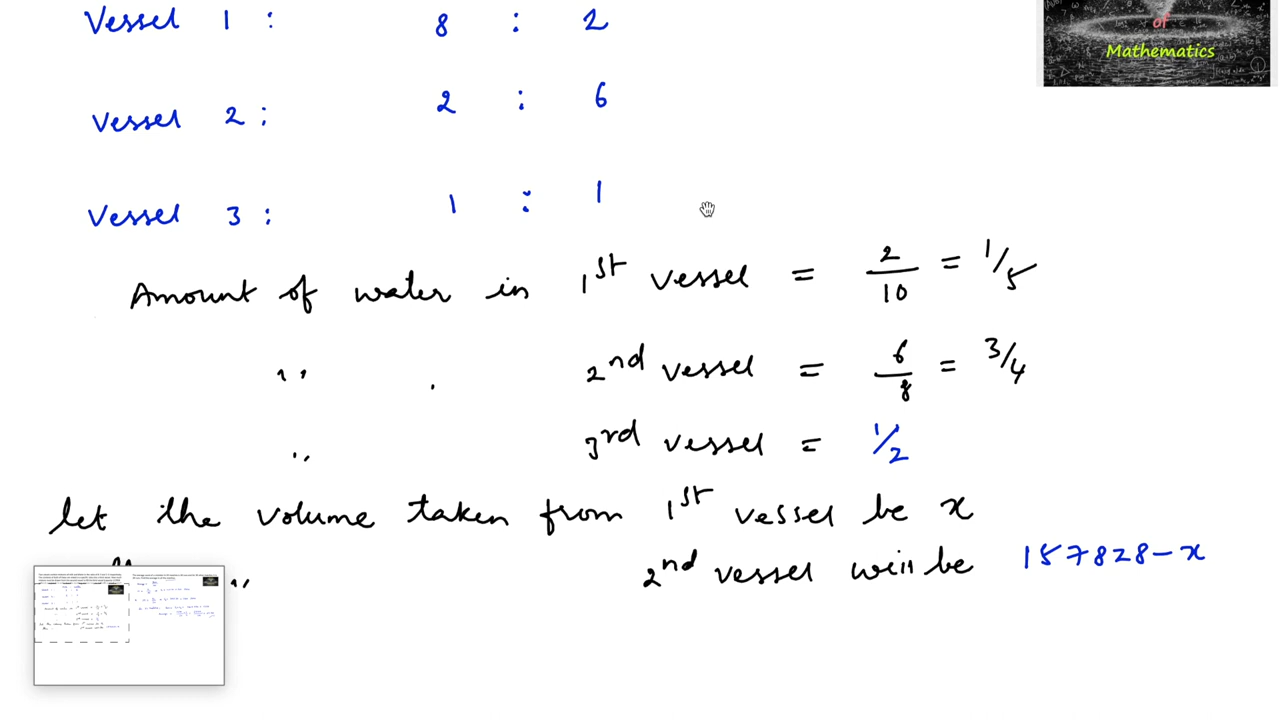 of
Mathematics
Vessel 1 : 8 : 2
Vessel 2 : 2 : 6
Vessel 3 : 1 : 1
Amount of water in 1st vessel = 2/10 = 1/5
" . 2nd vessel = 6/8 = 3/4
" 3rd vessel = 1/2
let the volume taken from 1st vessel be x
" " 2nd vessel will be 157828-x